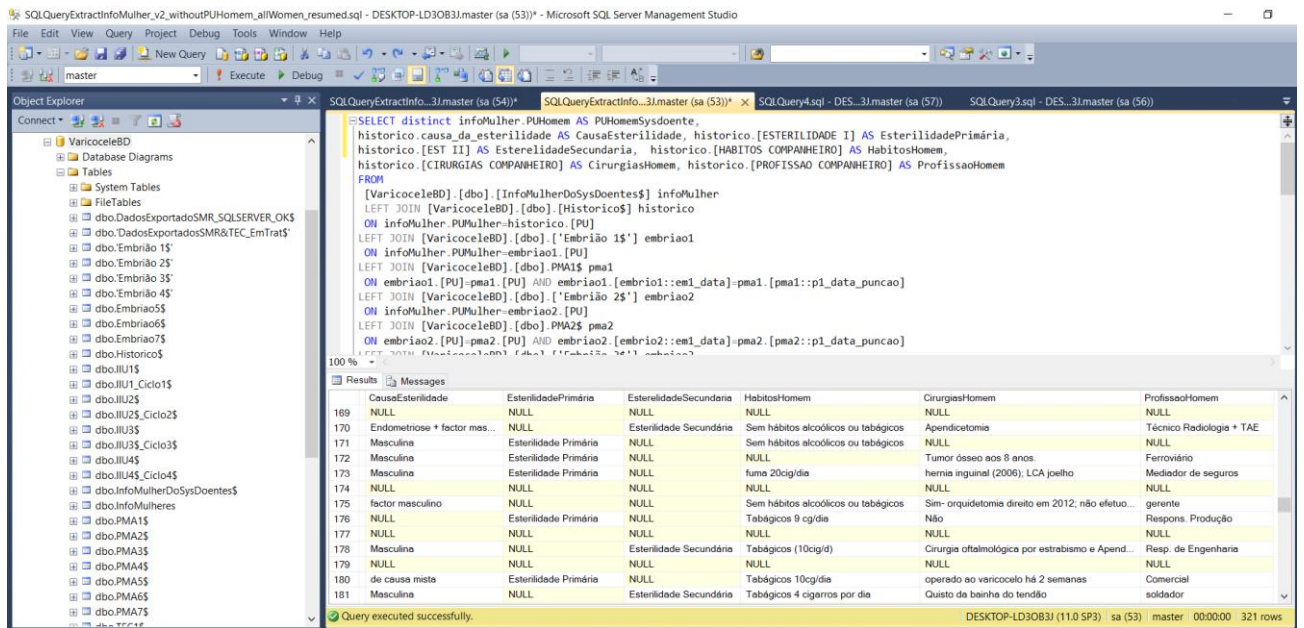 SQLQueryExtractInfoMulher_v2_withoutPUHomem_allWomen_resumed.sql - DESKTOP-LD3OB3J.master (sa (53))* - Microsoft SQL Server Management Studio
File Edit View Query Project Debug Tools Window Help
New Query
master Execute Debug
Object Explorer
SQLQueryExtractInfo...3J.master (sa (54))* SQLQueryExtractInfo...3J.master (sa (53))* SQLQuery4.sql - DES...3J.master (sa (57)) SQLQuery3.sql - DES...3J.master (sa (56))
Connect
VaricoceleBD
Database Diagrams
Tables
System Tables
FileTables
dbo.DadosExportadoSMR_SQLSERVER_OK$
dbo.'DadosExportadosSMR&TEC_EmTrat$'
dbo.'Embrião 1$'
dbo.'Embrião 2$'
dbo.'Embrião 3$'
dbo.'Embrião 4$'
dbo.Embriao5$
dbo.Embriao6$
dbo.Embriao7$
dbo.Historico$
dbo.IIU1$
dbo.IIU1_Ciclo1$
dbo.IIU2$
dbo.IIU2$_Ciclo2$
dbo.IIU3$
dbo.IIU3$_Ciclo3$
dbo.IIU4$
dbo.IIU4$_Ciclo4$
dbo.InfoMulherDoSysDoentes$
dbo.InfoMulheres
dbo.PMA1$
dbo.PMA2$
dbo.PMA3$
dbo.PMA4$
dbo.PMA5$
dbo.PMA6$
dbo.PMA7$
SELECT distinct infoMulher.PUHomem AS PUHomemSysdoente,
historico.causa_da_esterilidade AS CausaEsterilidade, historico.[ESTERILIDADE I] AS EsterilidadePrimária,
historico.[EST II] AS EsterelidadeSecundaria, historico.[HABITOS COMPANHEIRO] AS HabitosHomem,
historico.[CIRURGIAS COMPANHEIRO] AS CirurgiasHomem, historico.[PROFISSAO COMPANHEIRO] AS ProfissaoHomem
FROM
[VaricoceleBD].[dbo].[InfoMulherDoSysDoentes$] infoMulher
LEFT JOIN [VaricoceleBD].[dbo].[Historico$] historico
ON infoMulher.PUMulher=historico.[PU]
LEFT JOIN [VaricoceleBD].[dbo].['Embrião 1$'] embriao1
ON infoMulher.PUMulher=embriao1.[PU]
LEFT JOIN [VaricoceleBD].[dbo].PMA1$ pma1
ON embriao1.[PU]=pma1.[PU] AND embriao1.[embrio1::em1_data]=pma1.[pma1::p1_data_puncao]
LEFT JOIN [VaricoceleBD].[dbo].['Embrião 2$'] embriao2
ON infoMulher.PUMulher=embriao2.[PU]
LEFT JOIN [VaricoceleBD].[dbo].PMA2$ pma2
ON embriao2.[PU]=pma2.[PU] AND embriao2.[embrio2::em1_data]=pma2.[pma2::p1_data_puncao]
100 %
Results Messages
CausaEsterilidade EsterilidadePrimária EsterelidadeSecundaria HabitosHomem CirurgiasHomem ProfissaoHomem
169 NULL NULL NULL NULL NULL NULL
170 Endometriose + factor mas... NULL Esterilidade Secundária Sem hábitos alcoólicos ou tabágicos Apendicetomia Técnico Radiologia + TAE
171 Masculina Esterilidade Primária NULL Sem hábitos alcoólicos ou tabágicos NULL NULL
172 Masculina Esterilidade Primária NULL NULL Tumor ósseo aos 8 anos. Ferroviário
173 Masculina Esterilidade Primária NULL fuma 20cig/dia hernia inguinal (2006); LCA joelho Mediador de seguros
174 NULL NULL NULL NULL NULL NULL
175 factor masculino NULL NULL Sem hábitos alcoólicos ou tabágicos Sim- orquidetomia direito em 2012; não efetuo... gerente
176 NULL Esterilidade Primária NULL Tabágicos 9 cg/dia Não Respons. Produção
177 NULL NULL NULL NULL NULL NULL
178 Masculina NULL Esterilidade Secundária Tabágicos (10cig/d) Cirurgia oftalmológica por estrabismo e Apend... Resp. de Engenharia
179 NULL NULL NULL NULL NULL NULL
180 de causa mista Esterilidade Primária NULL Tabágicos 10cg/dia operado ao varicocelo há 2 semanas Comercial
181 Masculina NULL Esterilidade Secundária Tabágicos 4 cigarros por dia Quisto da bainha do tendão soldador
Query executed successfully. DESKTOP-LD3OB3J (11.0 SP3) sa (53) master 00:00:00 321 rows